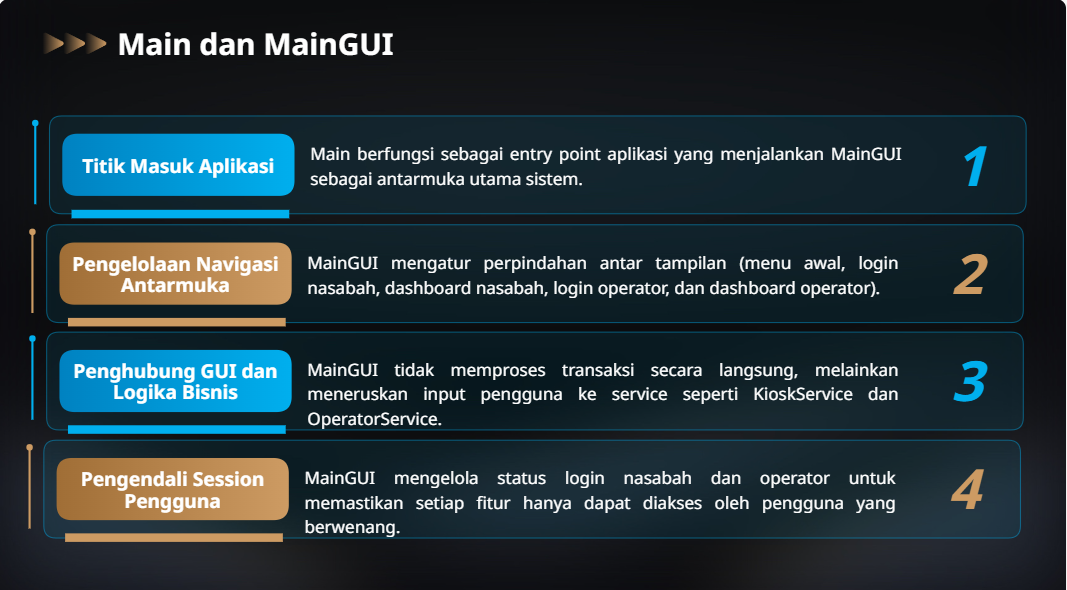 Main dan MainGUI
Titik Masuk Aplikasi
Main berfungsi sebagai entry point aplikasi yang menjalankan MainGUI
sebagai antarmuka utama sistem.
1
Pengelolaan Navigasi
Antarmuka
MainGUI mengatur perpindahan antar tampilan (menu awal, login
nasabah, dashboard nasabah, login operator, dan dashboard operator).
2
Penghubung GUI dan
Logika Bisnis
MainGUI tidak memproses transaksi secara langsung, melainkan
meneruskan input pengguna ke service seperti KioskService dan
OperatorService.
3
Pengendali Session
Pengguna
MainGUI mengelola status login nasabah dan operator untuk
memastikan setiap fitur hanya dapat diakses oleh pengguna yang
berwenang.
4